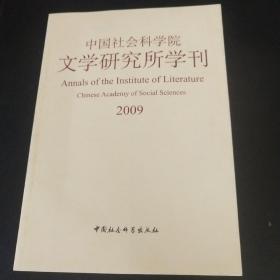 中国社会科学院
文学研究所学刊
Annals of the Institute of Literature
Chinese Academy of Social Sciences
2009
中国社会科学出版社